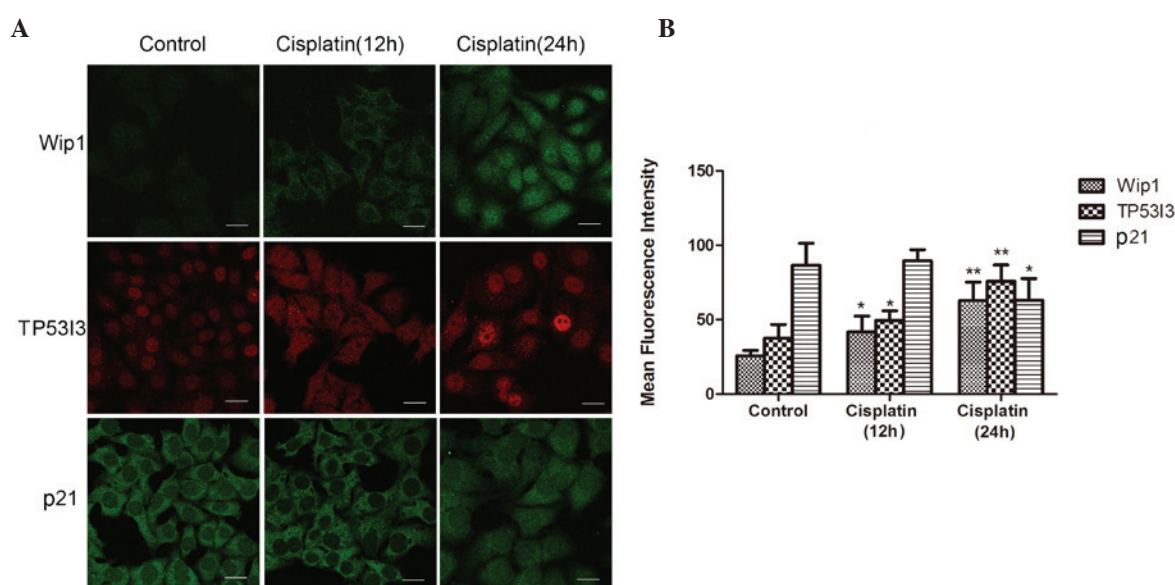 A
B
Control Cisplatin(12h) Cisplatin(24h)
Wip1
TP53I3
p21
Mean Fluorescence Intensity
150
100
50
0
* * ** ** *
Control Cisplatin (12h) Cisplatin (24h)
Wip1
TP53I3
p21